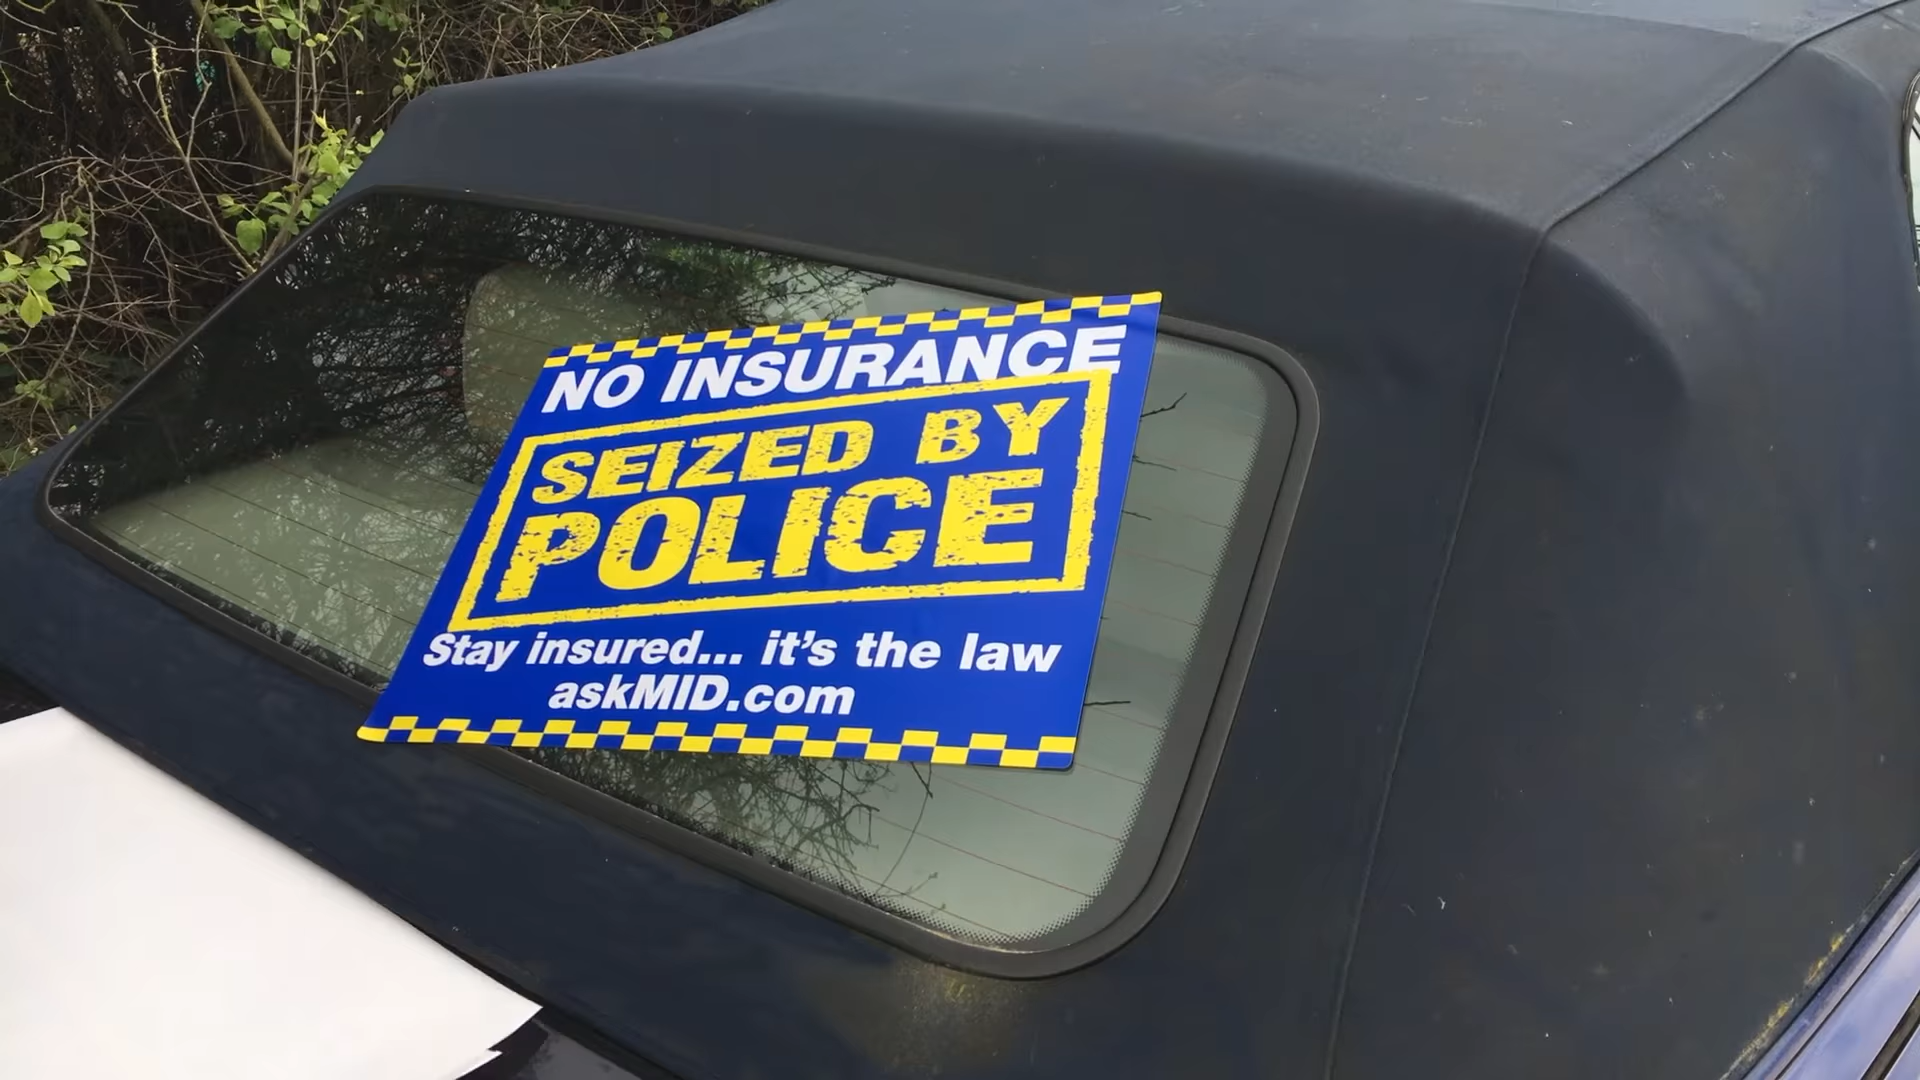 NO INSURANCE
SEIZED BY
POLICE
Stay insured... it's the law
askMID.com